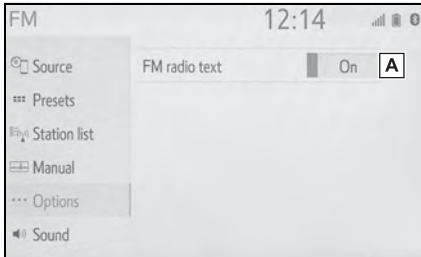 FM 12:14
Source
FM radio text On A
Presets
Station list
Manual
Options
Sound